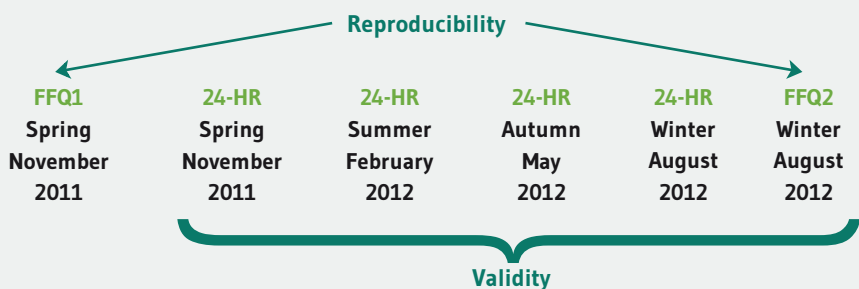 Reproducibility
FFQ1 24-HR 24-HR 24-HR 24-HR FFQ2
Spring Spring Summer Autumn Winter Winter
November November February May August August
2011 2011 2012 2012 2012 2012
Validity